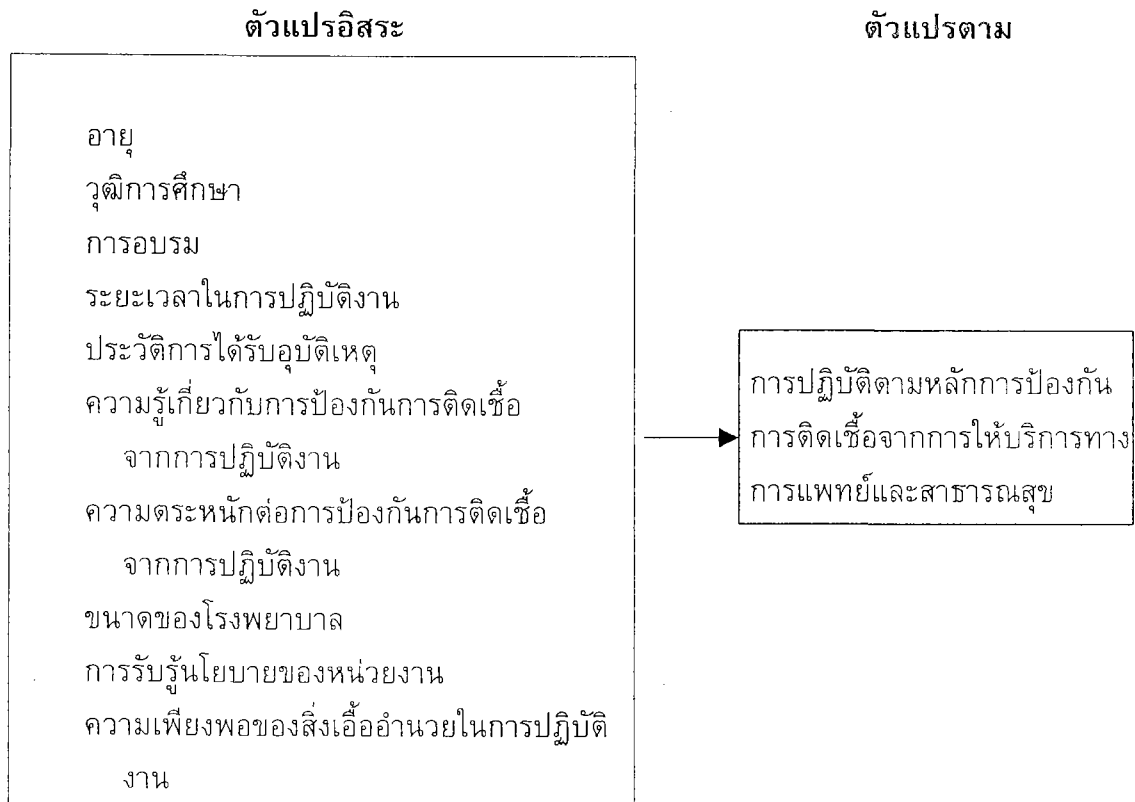 ตัวแปรอิสระ
ตัวแปรตาม
อายุ
วุฒิการศึกษา
การอบรม
ระยะเวลาในการปฏิบัติงาน
ประวัติการได้รับอุบัติเหตุ
ความรู้เกี่ยวกับการป้องกันการติดเชื้อ
จากการปฏิบัติงาน
ความตระหนักต่อการป้องกันการติดเชื้อ
จากการปฏิบัติงาน
ขนาดของโรงพยาบาล
การรับรู้นโยบายของหน่วยงาน
ความเพียงพอของสิ่งเอื้ออำนวยในการปฏิบัติ
งาน
การปฏิบัติตามหลักการป้องกัน
การติดเชื้อจากการให้บริการทาง
การแพทย์และสาธารณสุข